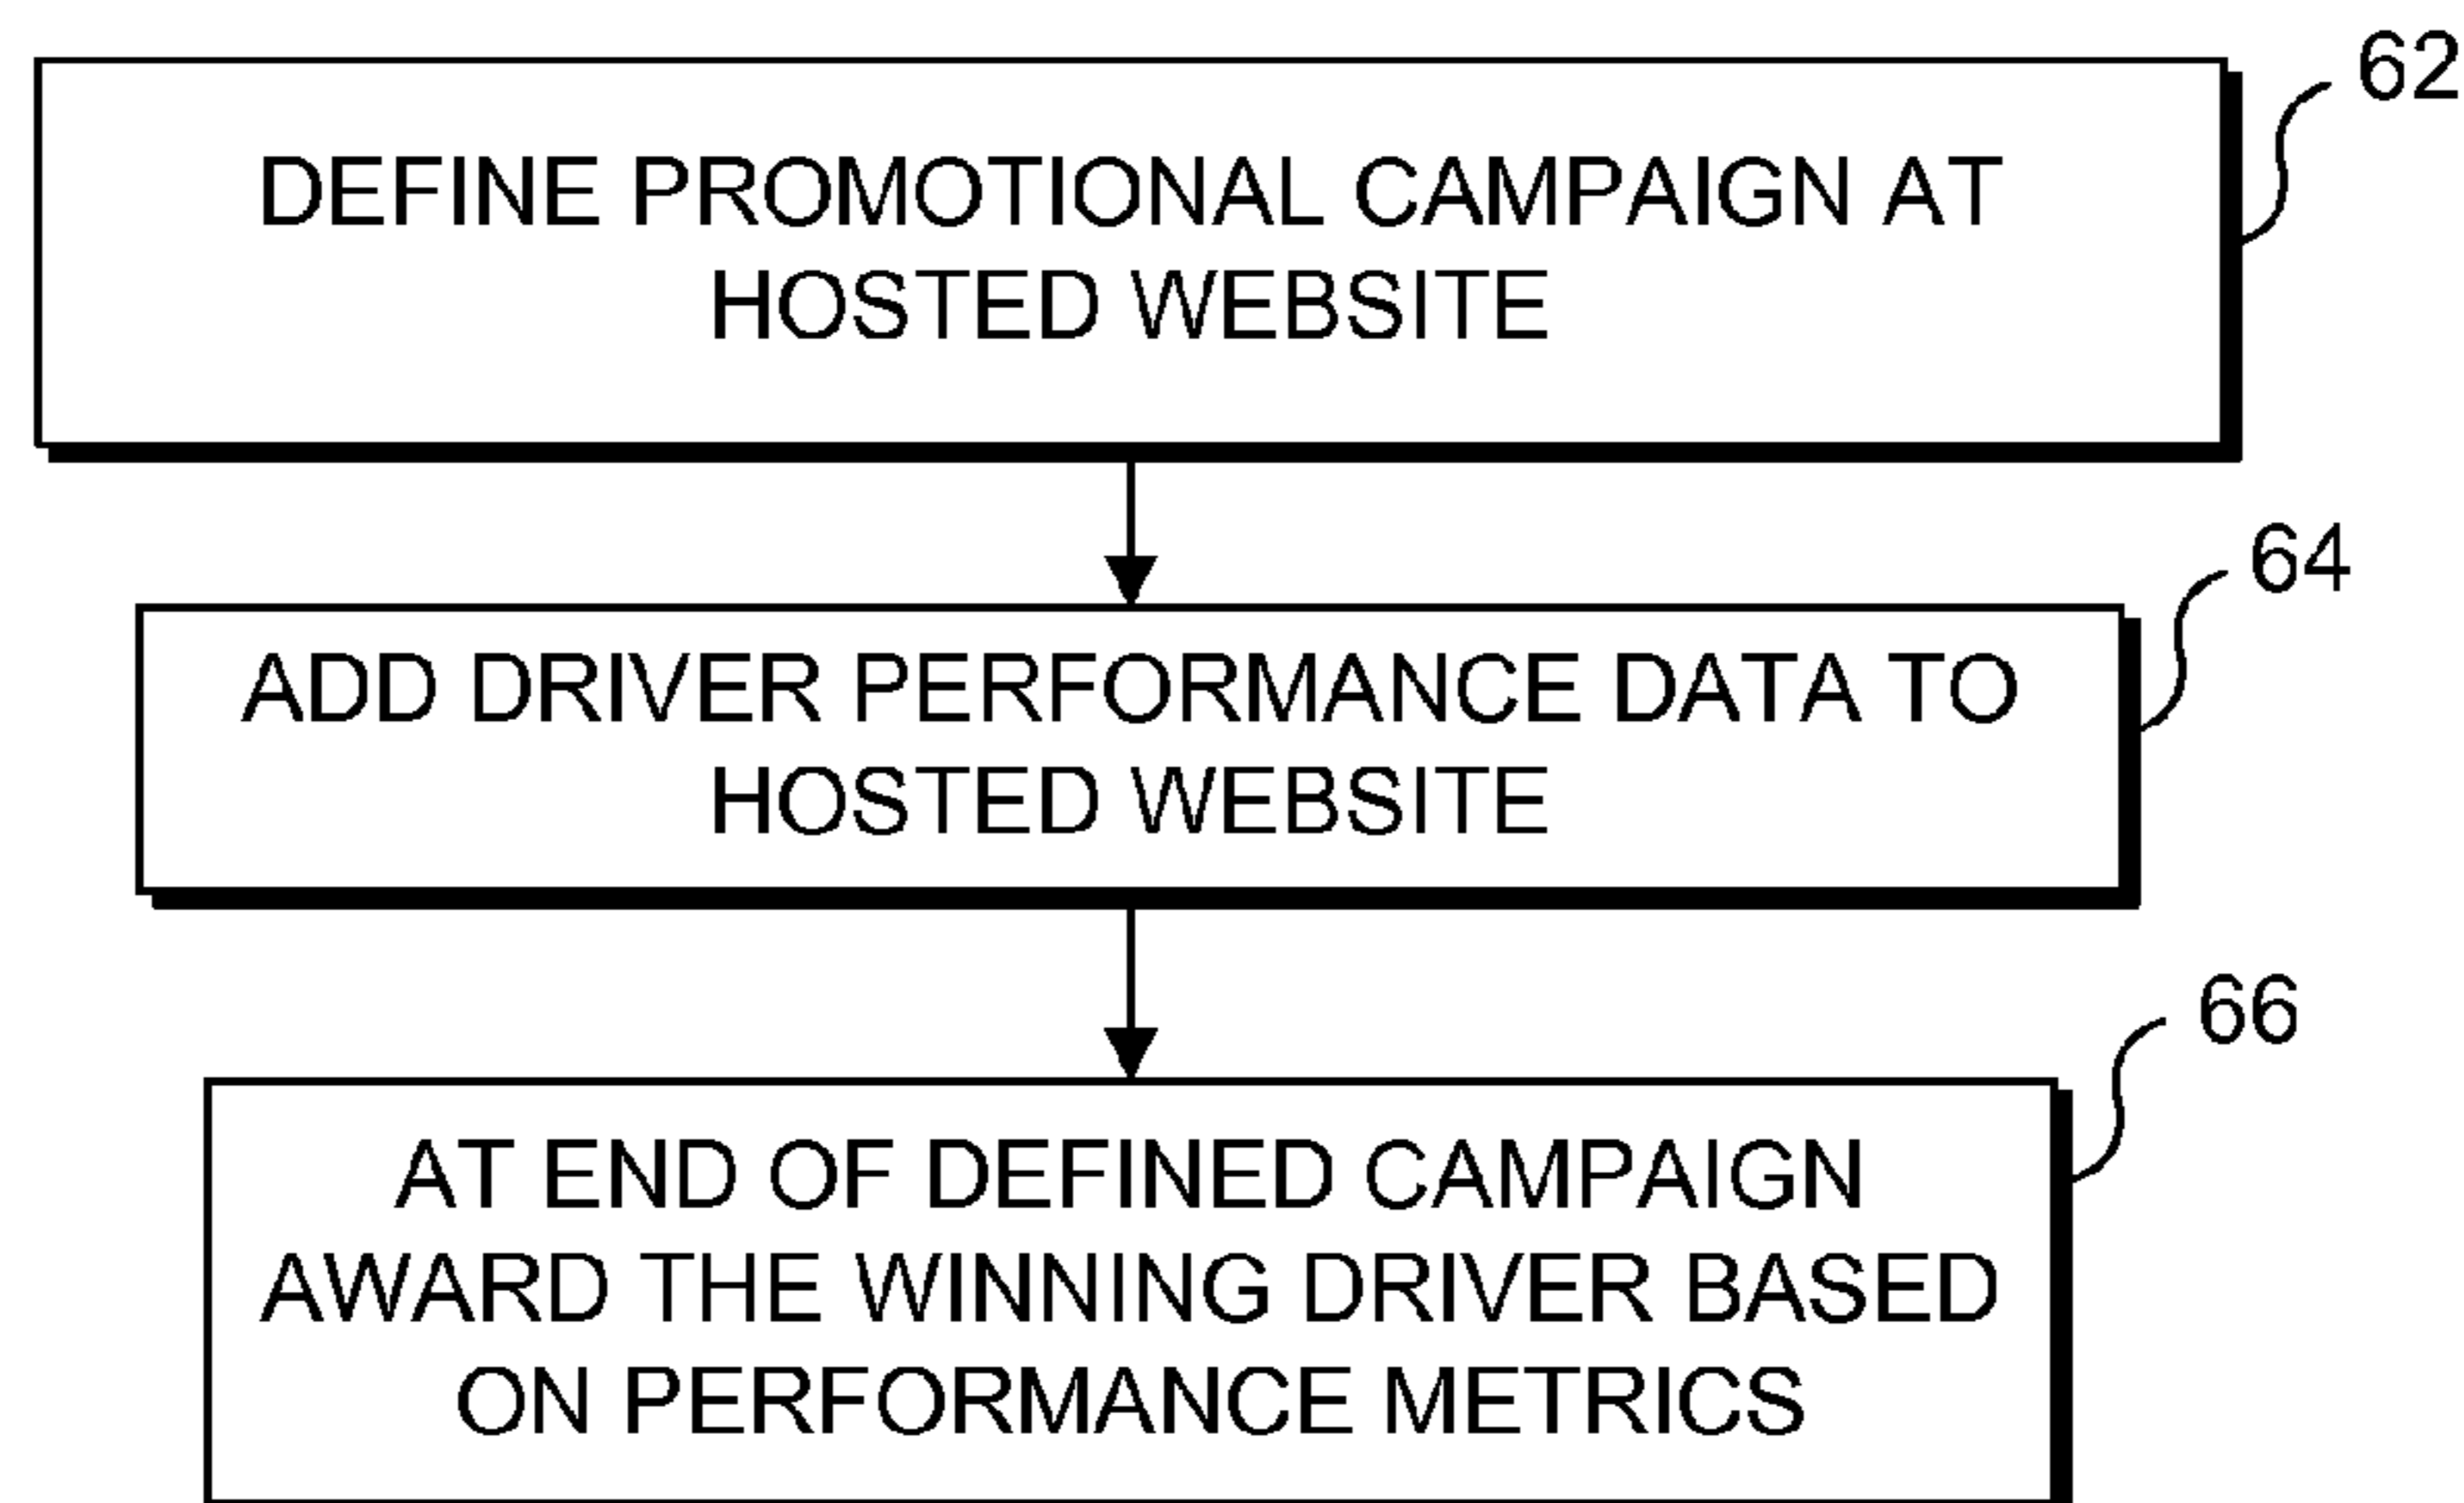 62
DEFINE PROMOTIONAL CAMPAIGN AT
HOSTED WEBSITE
64
ADD DRIVER PERFORMANCE DATA TO
HOSTED WEBSITE
66
AT END OF DEFINED CAMPAIGN
AWARD THE WINNING DRIVER BASED
ON PERFORMANCE METRICS